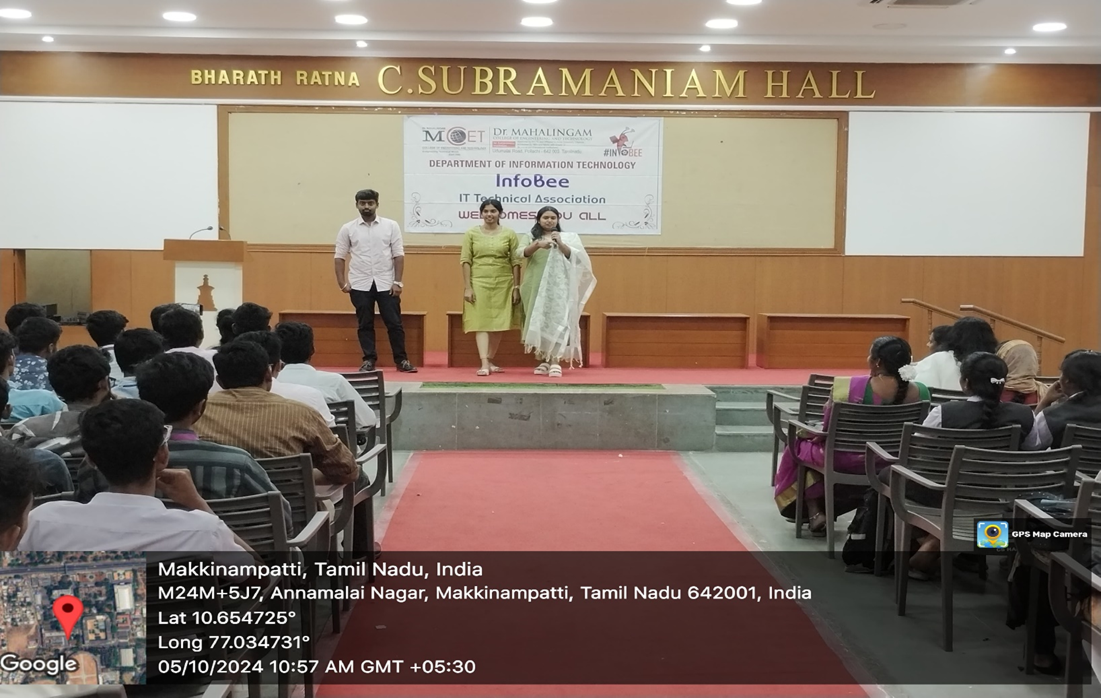 BHARATH RATNA C.SUBRAMANIAM HALL
MCET
Dr MAHALINGAM
#INFOBEE
DEPARTMENT OF INFORMATION TECHNOLOGY
InfoBee
IT Technical Association
WELCOMES YOU ALL
GPS Map Camera
Makkinampatti, Tamil Nadu, India
M24M+5J7, Annamalai Nagar, Makkinampatti, Tamil Nadu 642001, India
Lat 10.654725°
Long 77.034731°
05/10/2024 10:57 AM GMT +05:30
Google